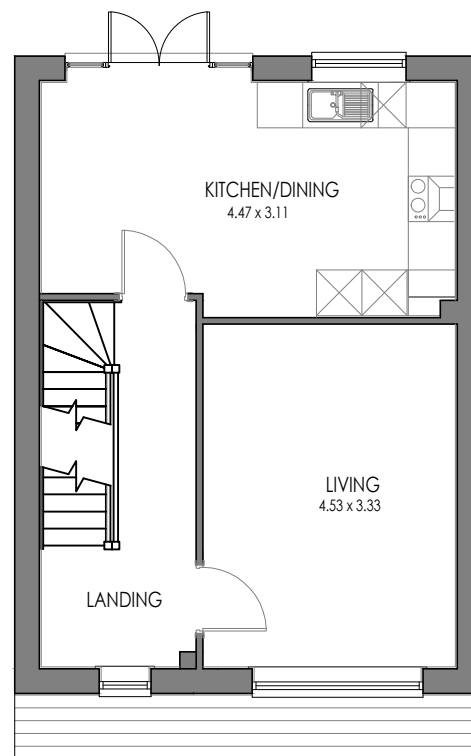 KITCHEN/DINING
4.47 x 3.11
LIVING
4.53 x 3.33
LANDING